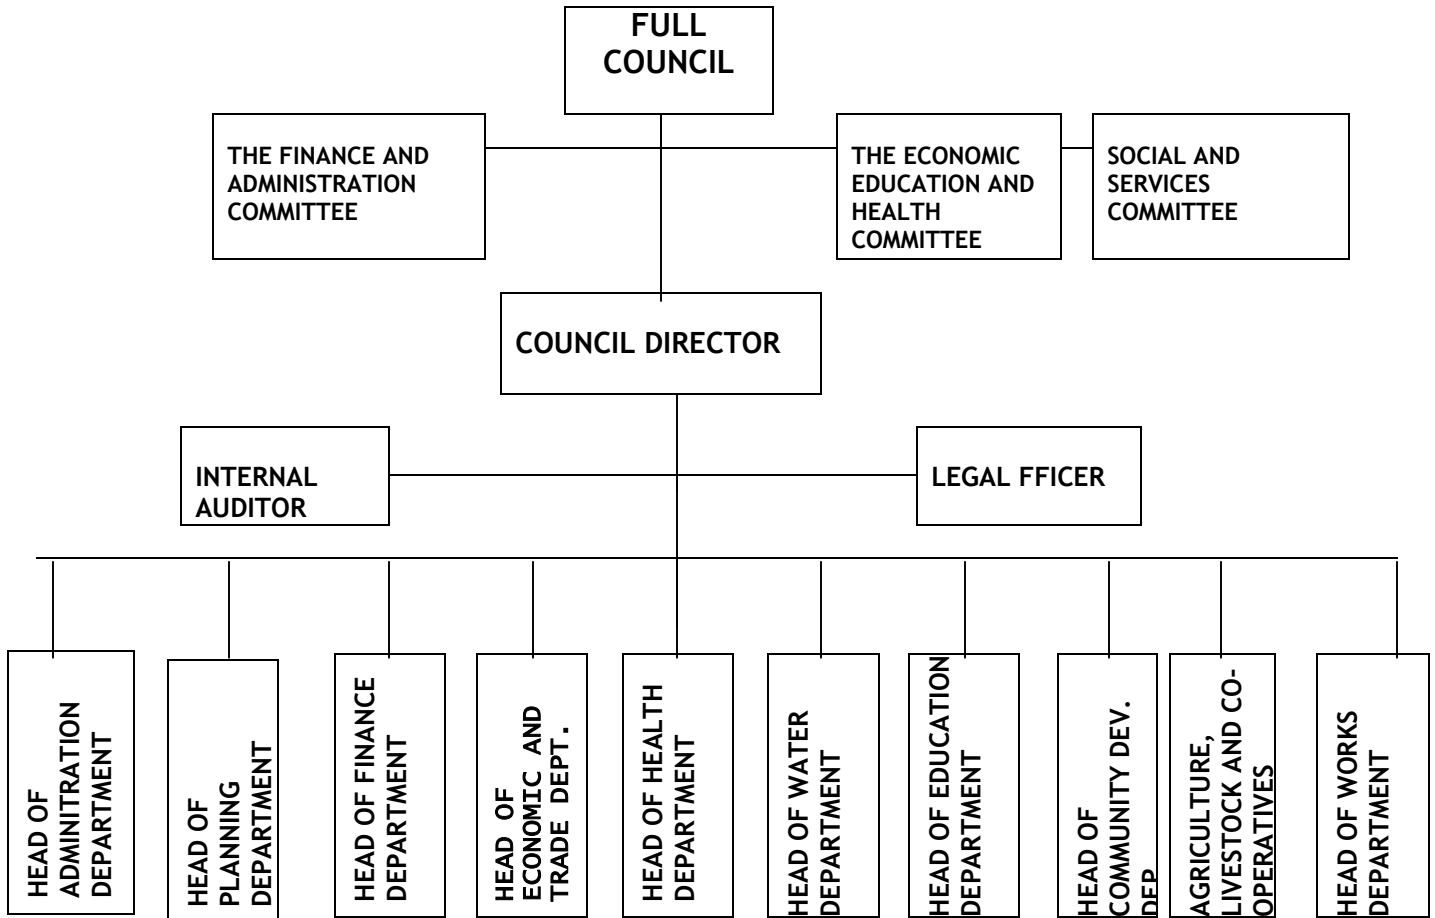 FULL
COUNCIL
THE FINANCE AND
ADMINISTRATION
COMMITTEE
THE ECONOMIC
EDUCATION AND
HEALTH
COMMITTEE
SOCIAL AND
SERVICES
COMMITTEE
COUNCIL DIRECTOR
INTERNAL
AUDITOR
LEGAL FFICER
HEAD OF
ADMINITRATION
DEPARTMENT
HEAD OF
PLANNING
DEPARTMENT
HEAD OF FINANCE
DEPARTMENT
HEAD OF
ECONOMIC AND
TRADE DEPT.
HEAD OF HEALTH
DEPARTMENT
HEAD OF WATER
DEPARTMENT
HEAD OF EDUCATION
DEPARTMENT
HEAD OF
COMMUNITY DEV.
DEP
AGRICULTURE,
LIVESTOCK AND CO-
OPERATIVES
HEAD OF WORKS
DEPARTMENT